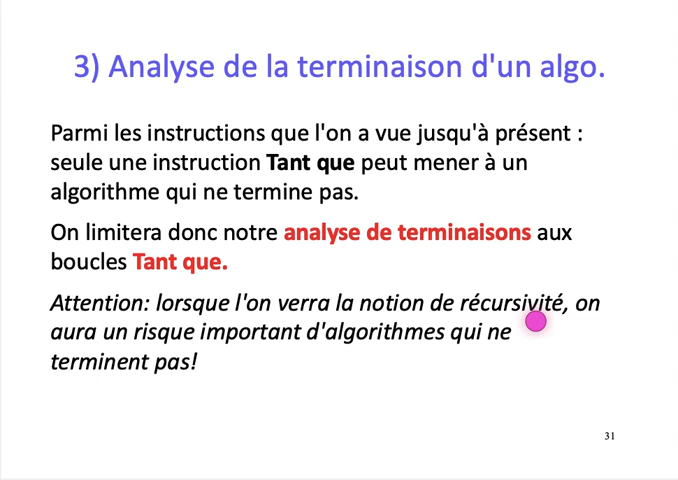 3) Analyse de la terminaison d'un algo.
Parmi les instructions que l'on a vue jusqu'à présent :
seule une instruction Tant que peut mener à un
algorithme qui ne termine pas.
On limitera donc notre analyse de terminaisons aux
boucles Tant que.
Attention: lorsque l'on verra la notion de récursivité, on
aura un risque important d'algorithmes qui ne
terminent pas!
31